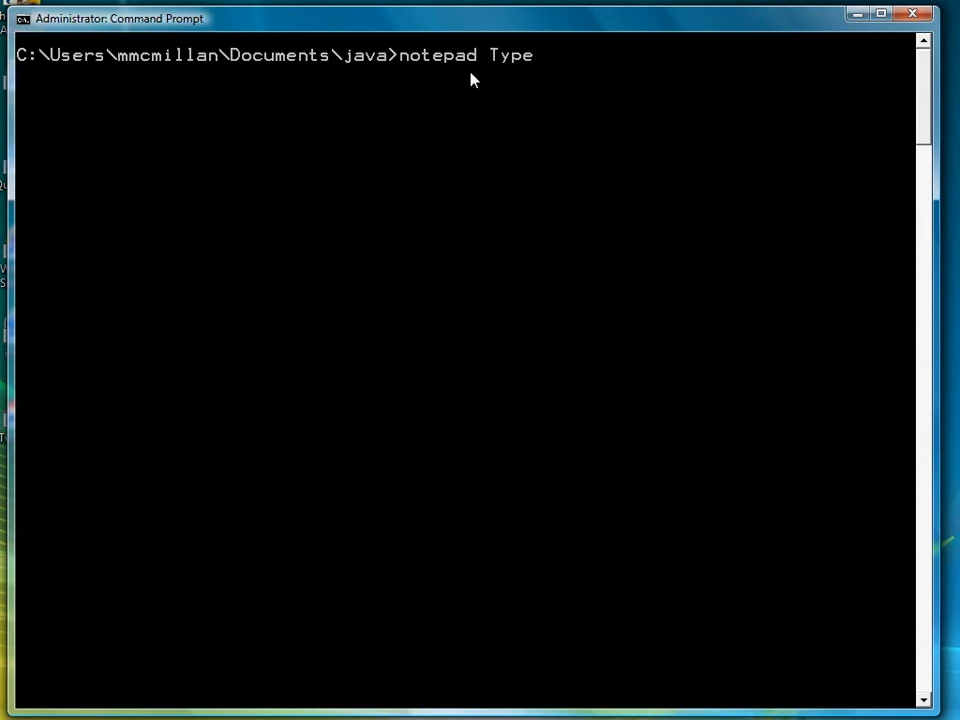 Administrator: Command Prompt
C:\Users\mmcmillan\Documents\java>notepad Type